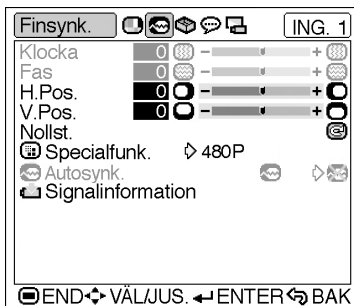 Finsynk. ING. 1
Klocka 0 - +
Fas 0 - +
H.Pos. 0 - +
V.Pos. 0 - +
Nollst.
Specialfunk. 480P
Autosynk.
Signalinformation
END VÄL/JUS. ENTER BAK